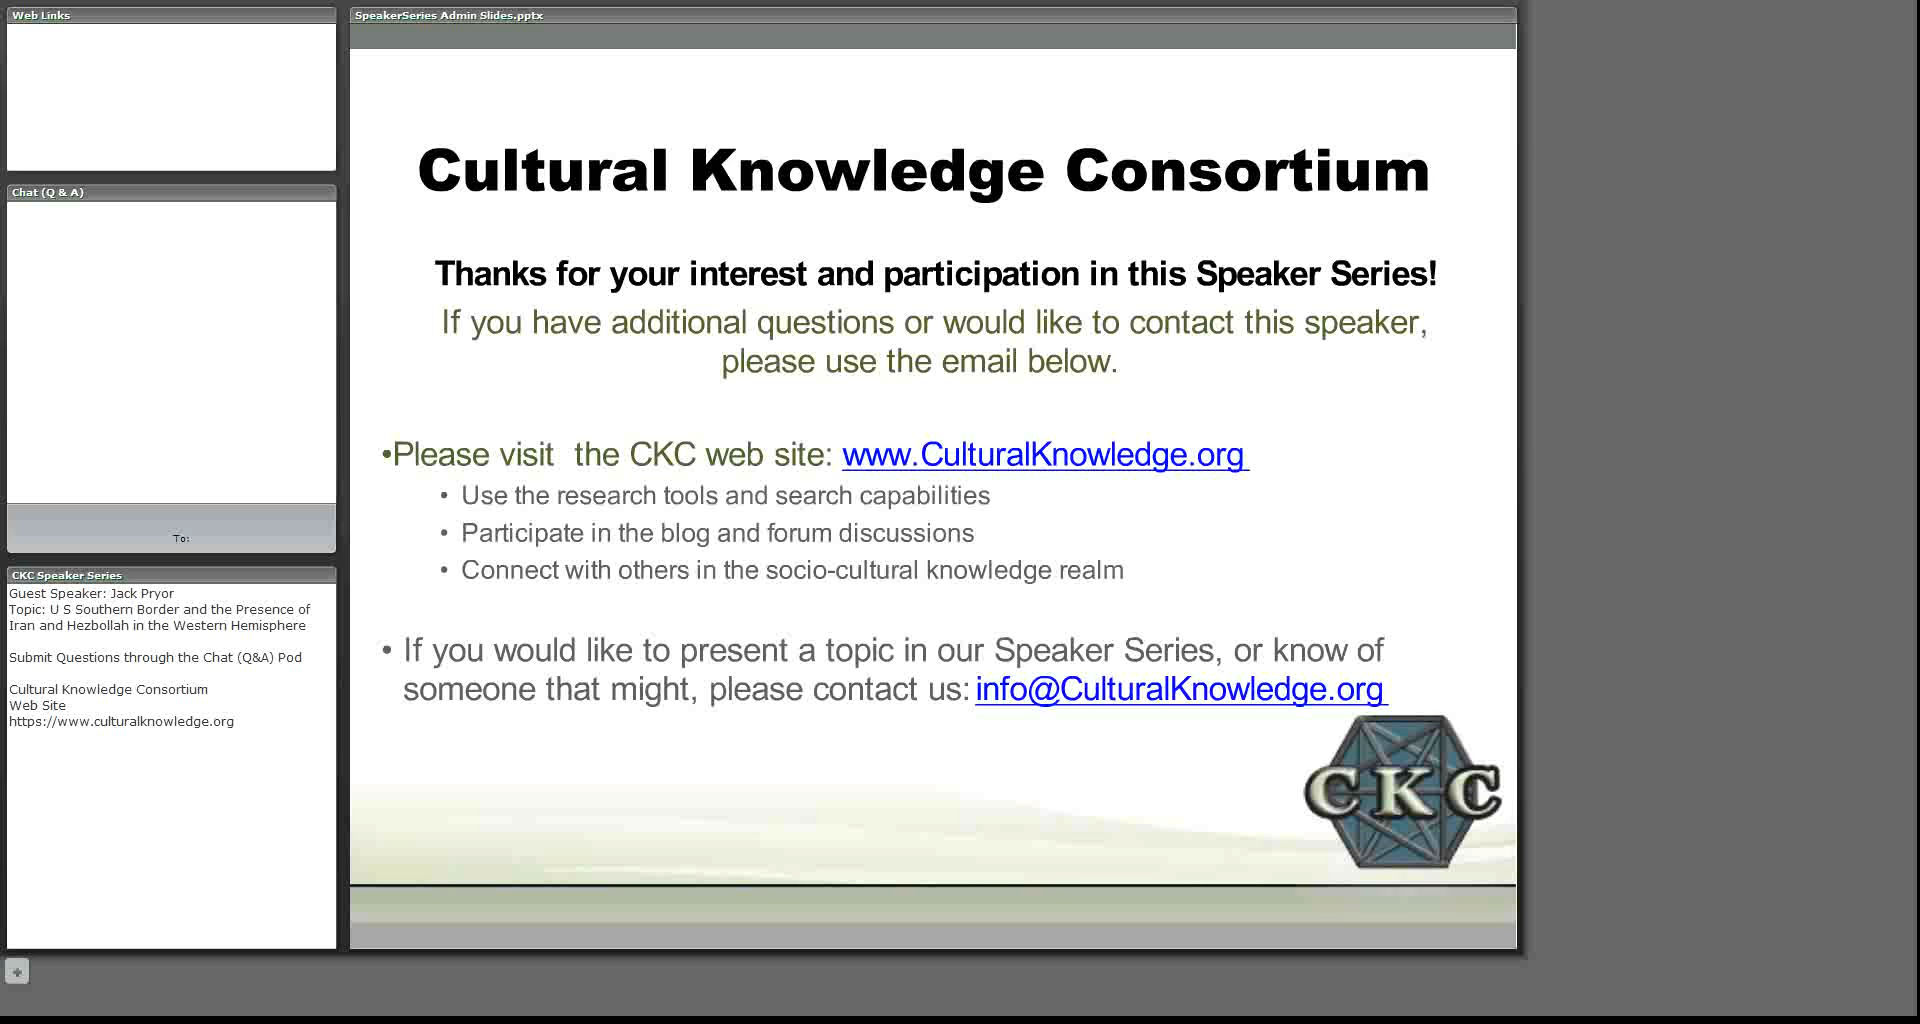 Web Links
SpeakerSeries Admin Slides.pptx
Chat (Q & A)
To:
CKC Speaker Series
Guest Speaker: Jack Pryor
Topic: U S Southern Border and the Presence of
Iran and Hezbollah in the Western Hemisphere
Submit Questions through the Chat (Q&A) Pod
Cultural Knowledge Consortium
Web Site
https://www.culturalknowledge.org
Cultural Knowledge Consortium
Thanks for your interest and participation in this Speaker Series!
If you have additional questions or would like to contact this speaker,
please use the email below.
•Please visit  the CKC web site: www.CulturalKnowledge.org
• Use the research tools and search capabilities
• Participate in the blog and forum discussions
• Connect with others in the socio-cultural knowledge realm
• If you would like to present a topic in our Speaker Series, or know of
someone that might, please contact us: info@CulturalKnowledge.org
CKC